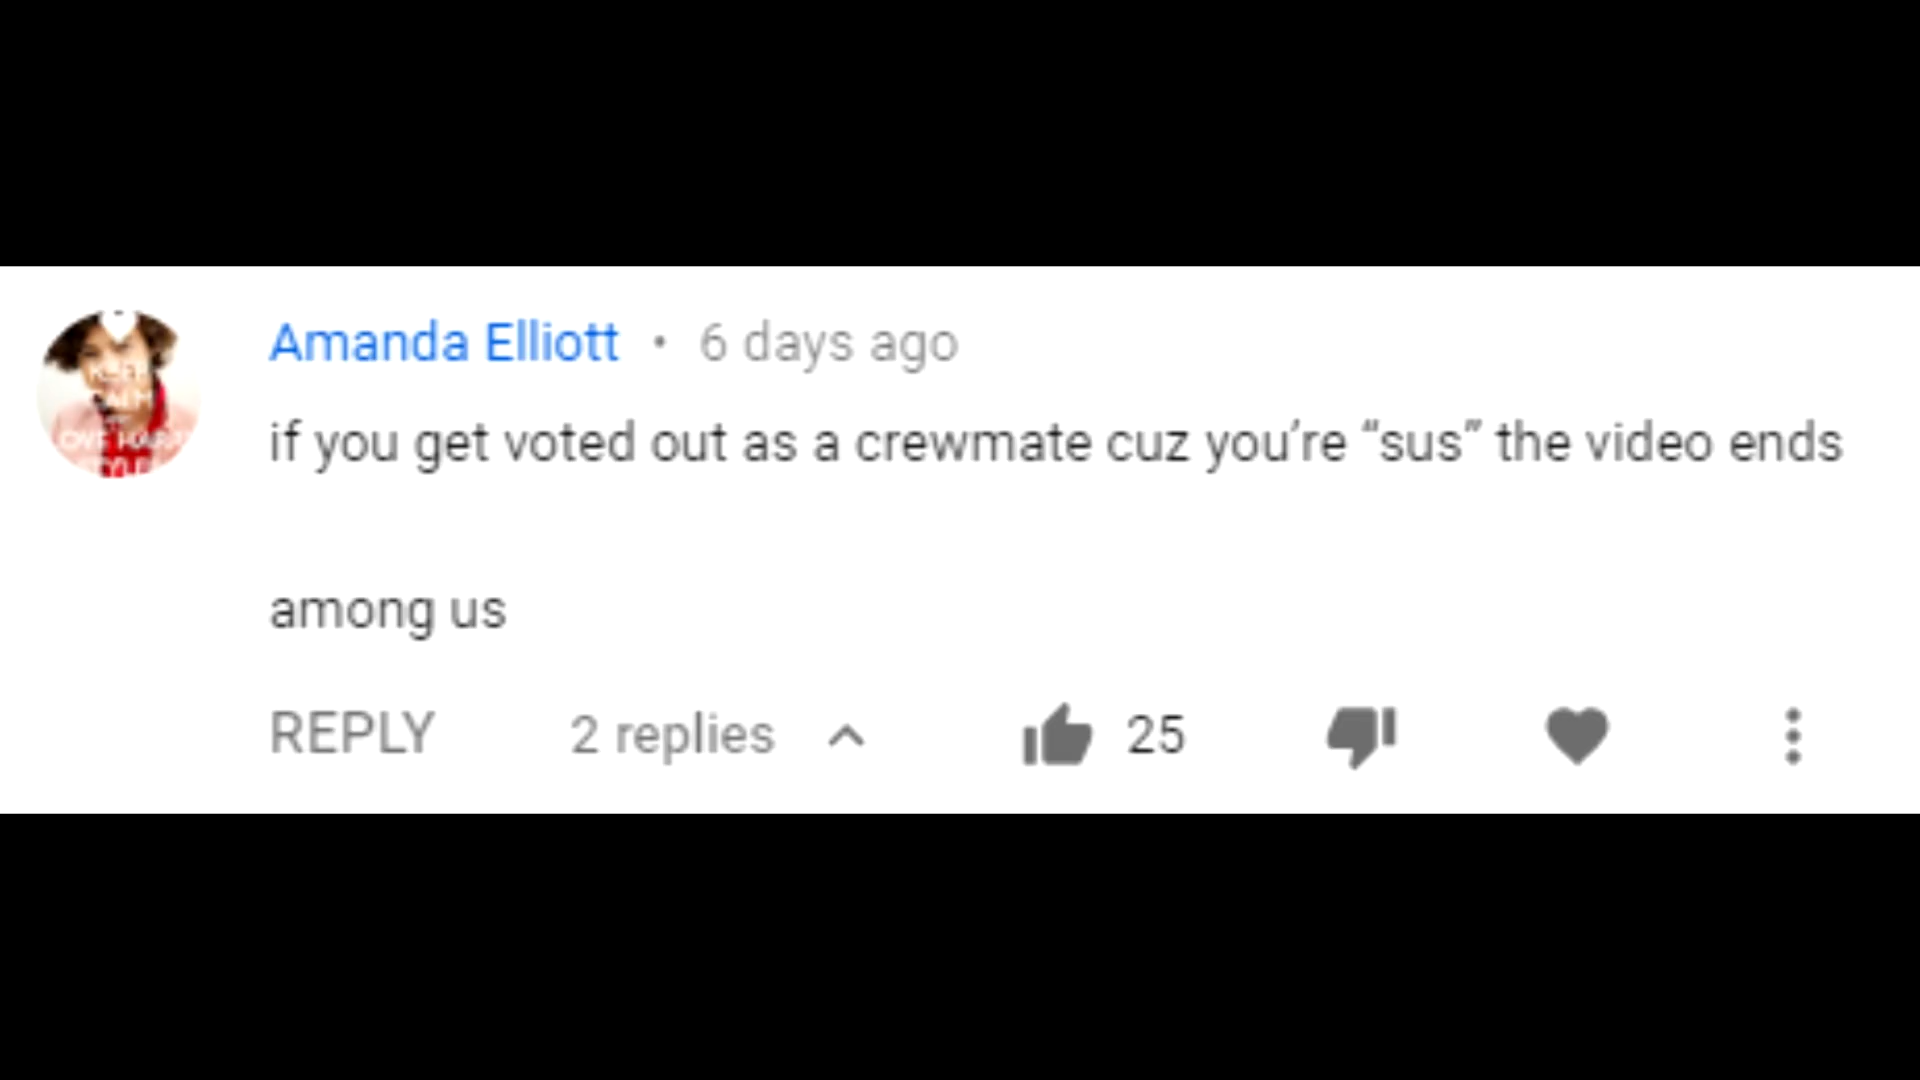 Amanda Elliott • 6 days ago
if you get voted out as a crewmate cuz you’re “sus” the video ends
among us
REPLY 2 replies 25
CALM